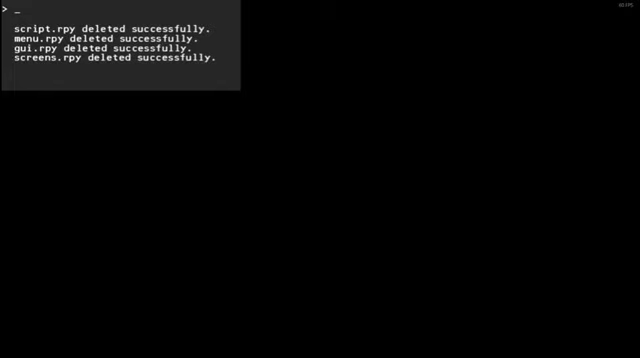 > _
script.rpy deleted successfully.
menu.rpy deleted successfully.
gui.rpy deleted successfully.
screens.rpy deleted successfully.